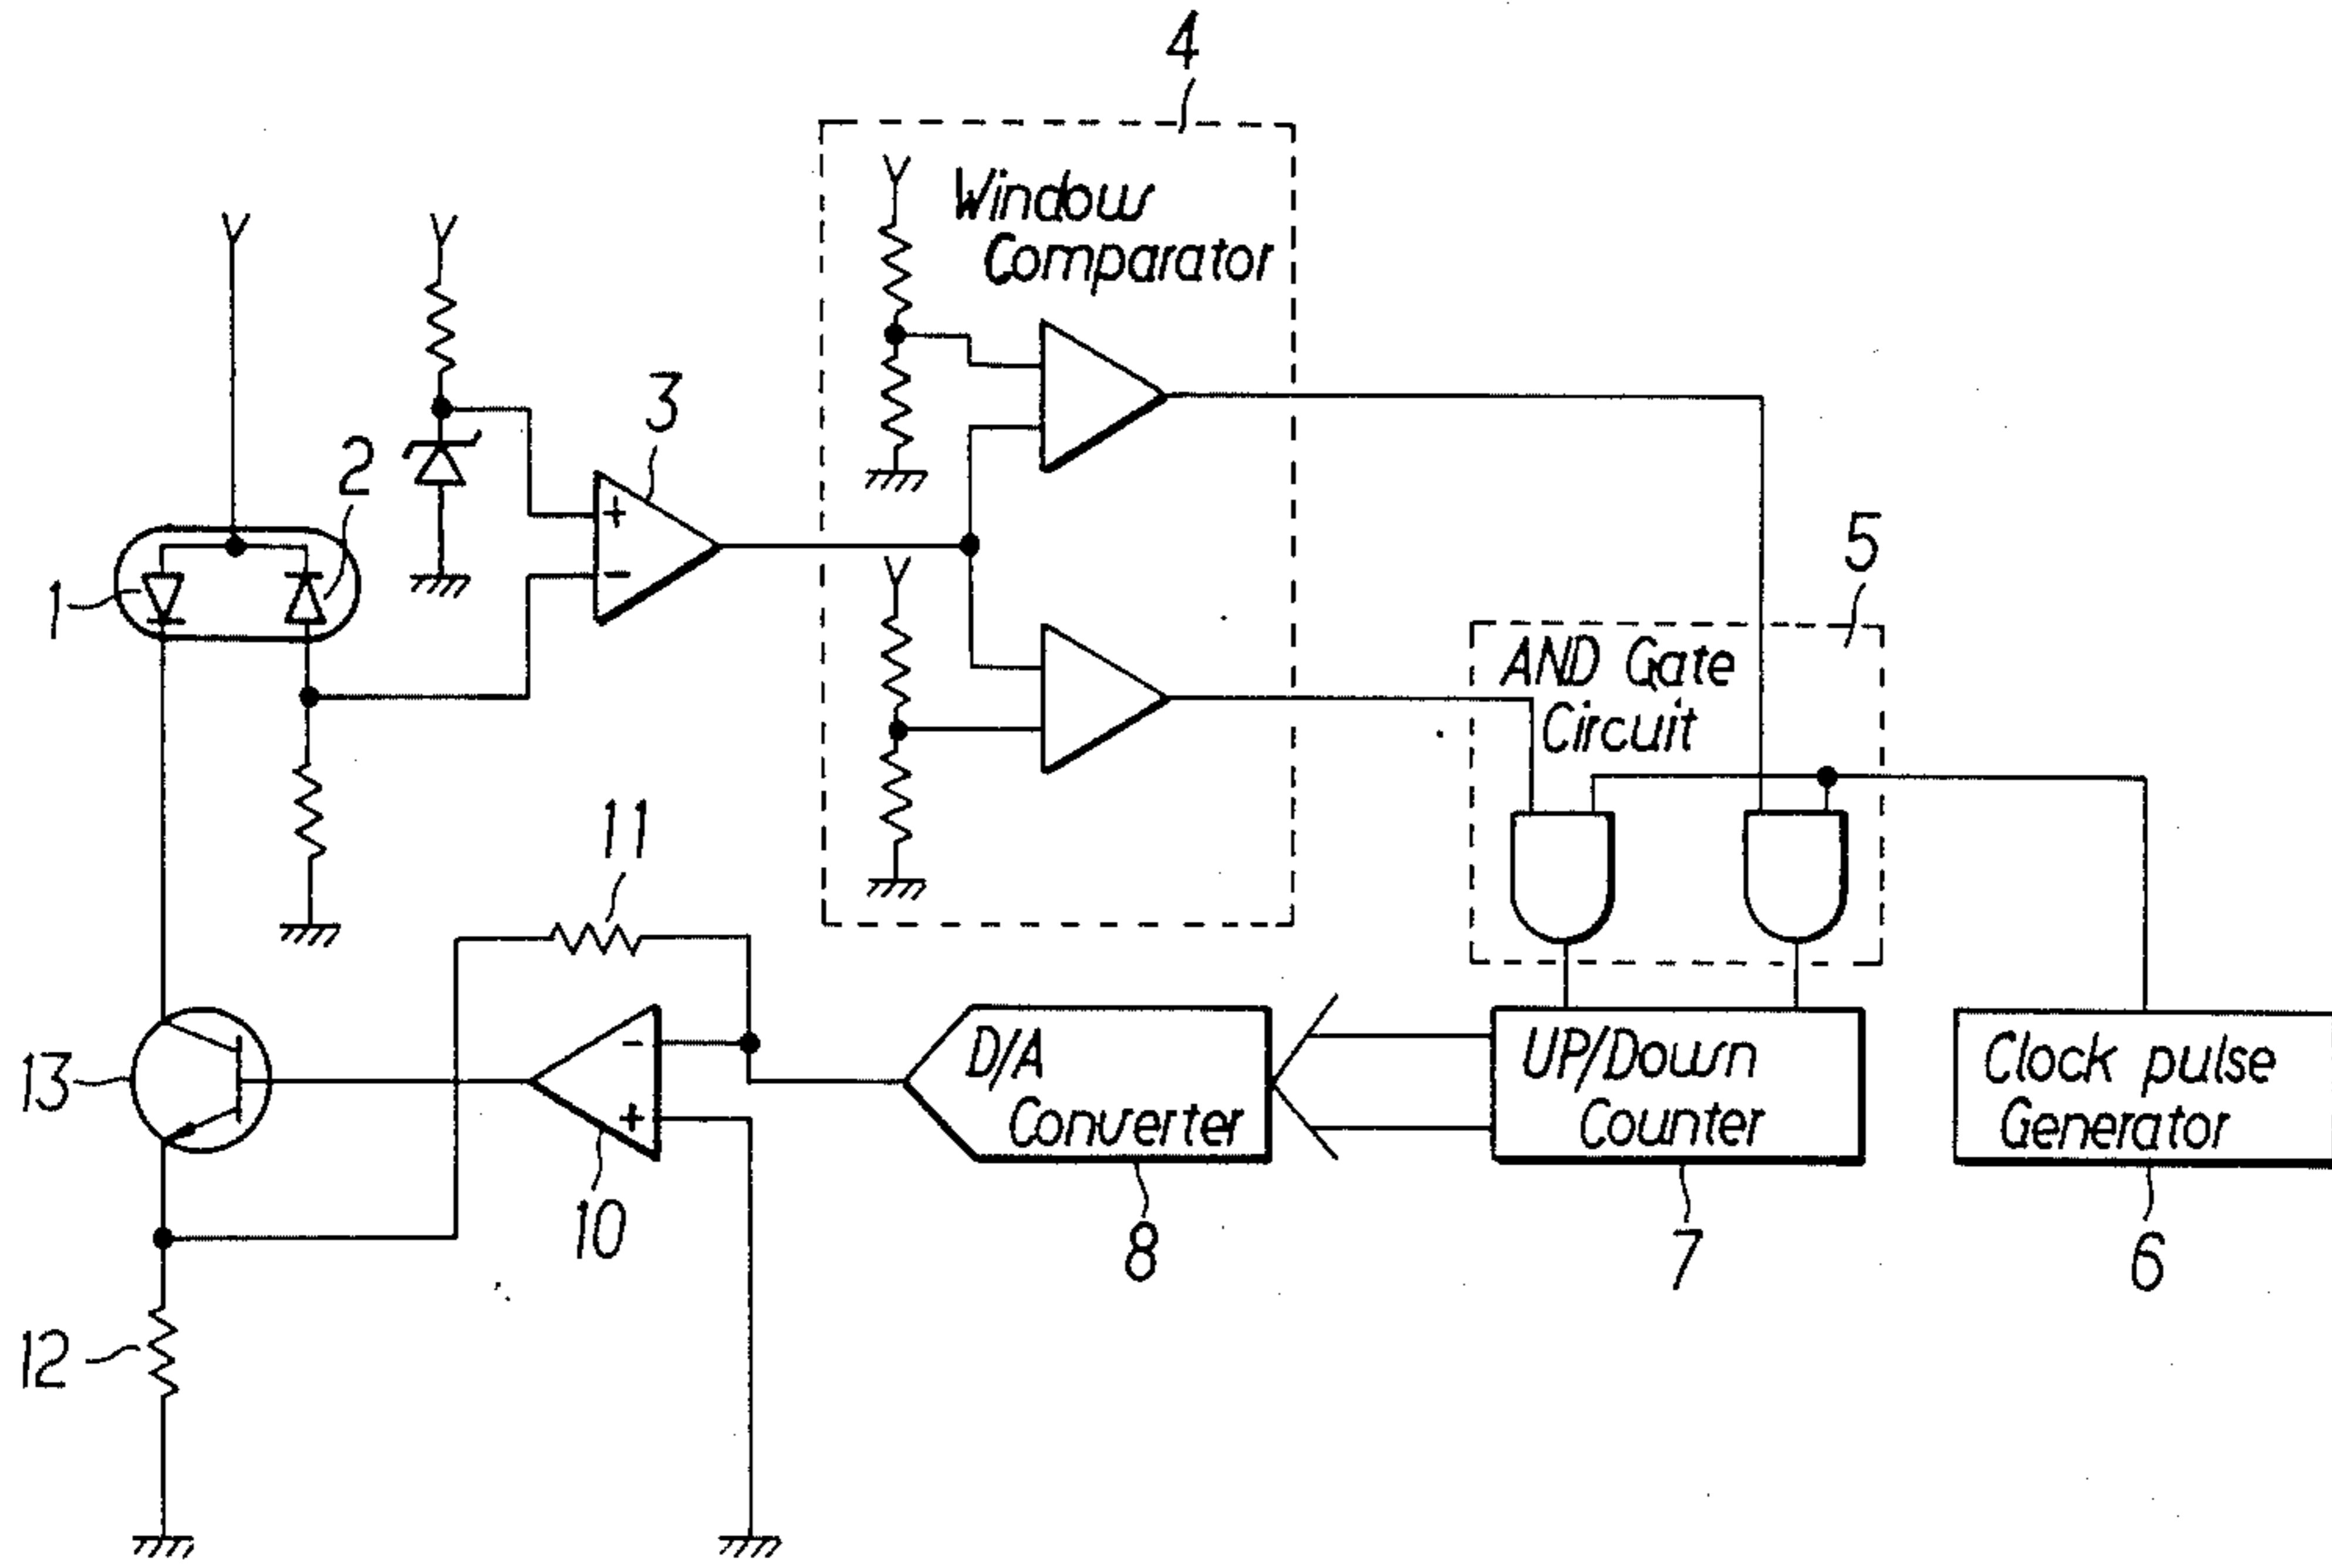 4
Window
Comparator
V
V
V
3
2
V
5
1
AND Gate
Circuit
11
D/A
Converter
UP/Down
Counter
Clock pulse
Generator
13
10
8
7
6
12
+
-
-
+